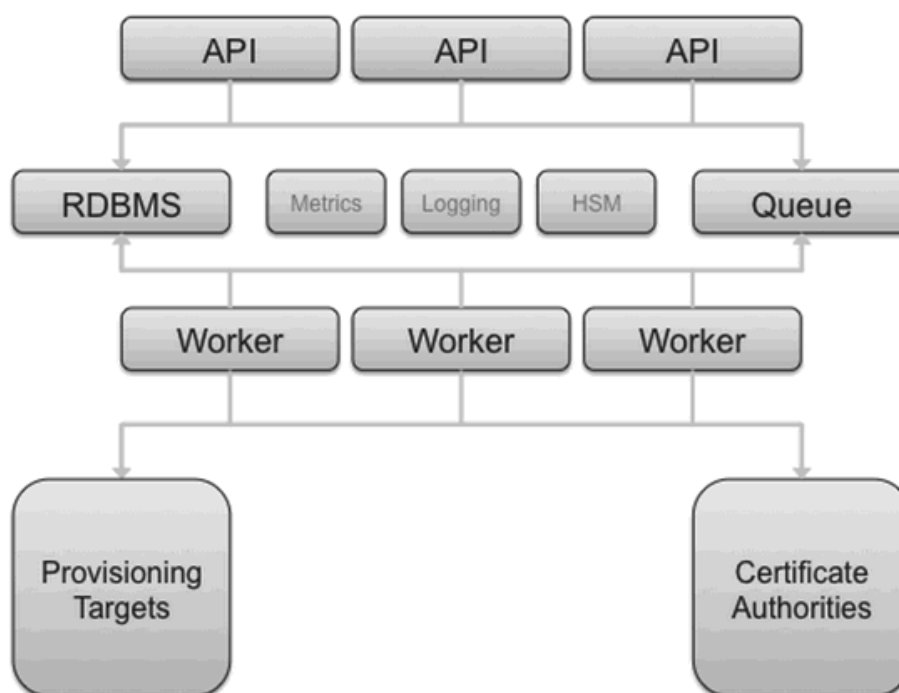 API
API
API
RDBMS
Metrics
Logging
HSM
Queue
Worker
Worker
Worker
Provisioning
Targets
Certificate
Authorities